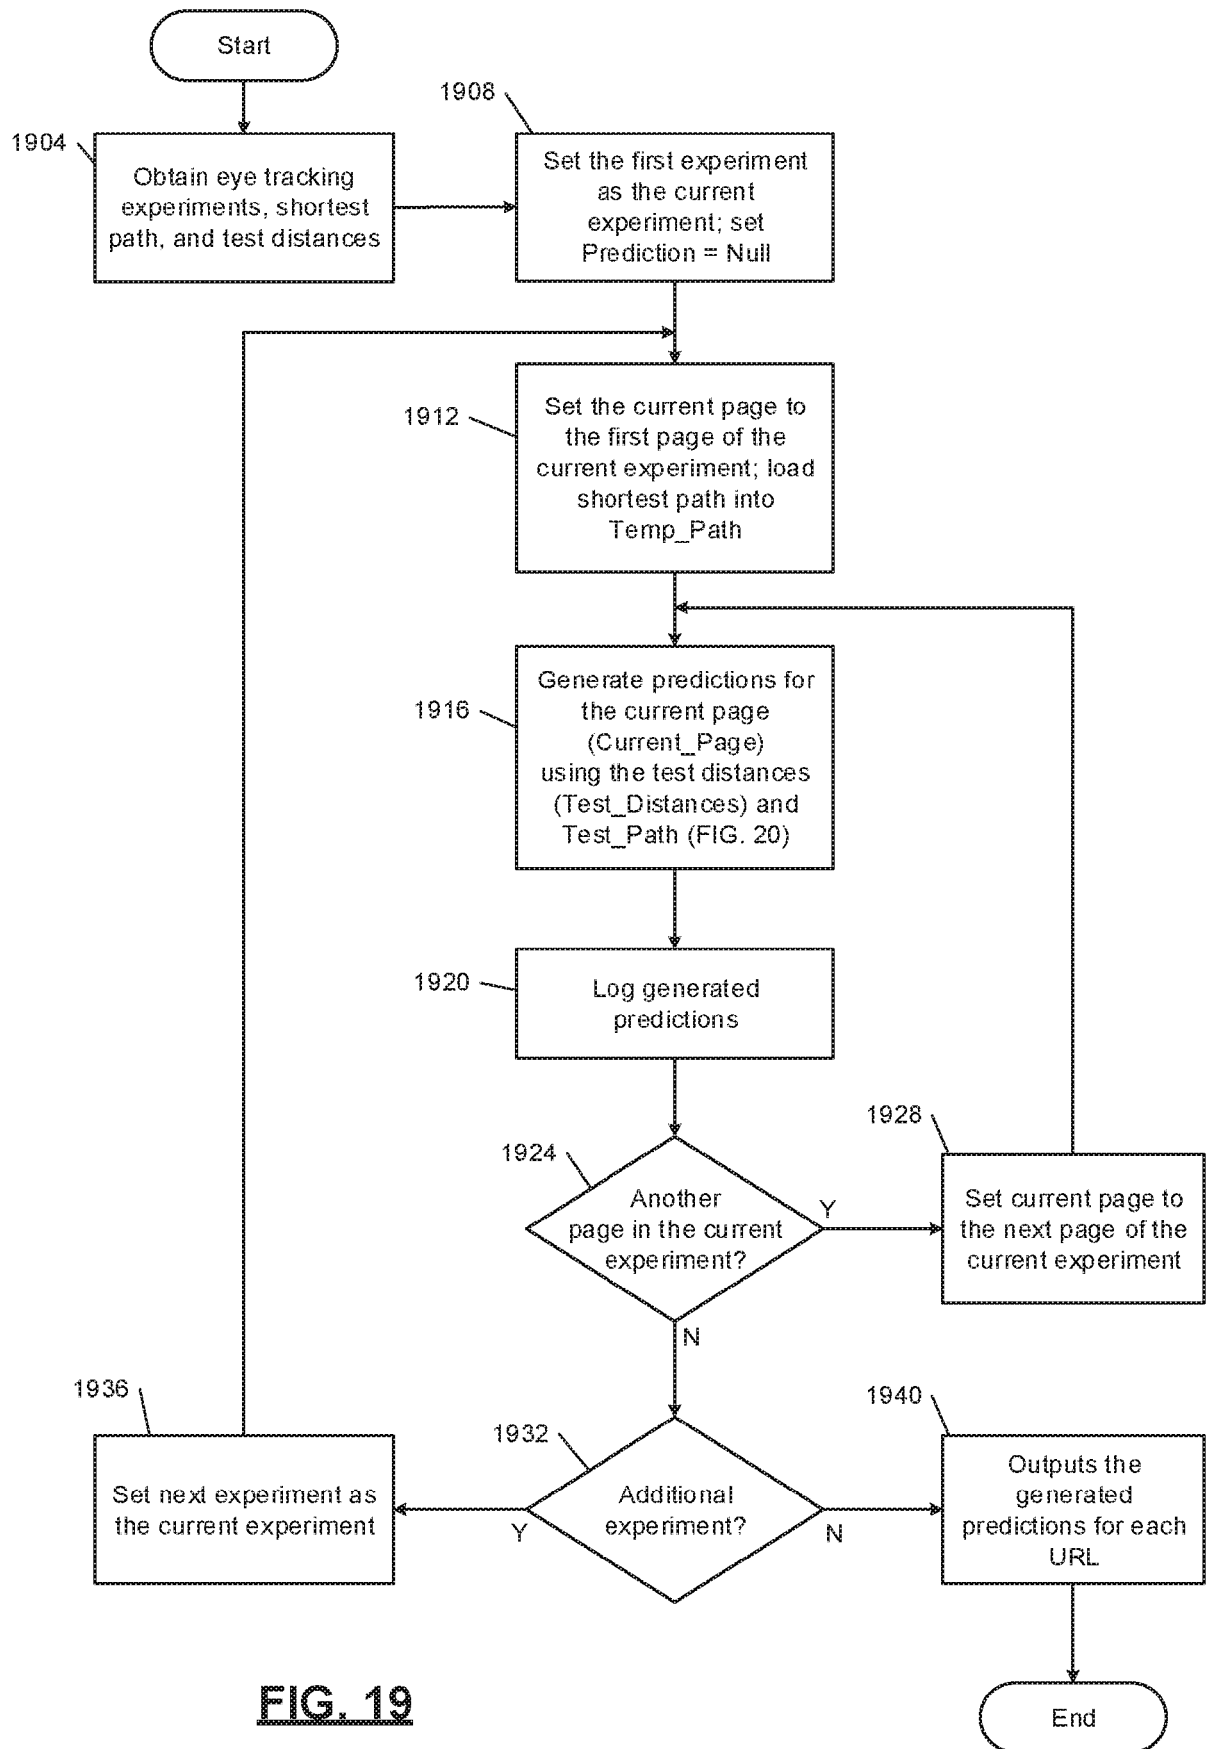 Start
1904
Obtain eye tracking
experiments, shortest
path, and test distances
1908
Set the first experiment
as the current
experiment; set
Prediction = Null
1912
Set the current page to
the first page of the
current experiment; load
shortest path into
Temp_Path
1916
Generate predictions for
the current page
(Current_Page)
using the test distances
(Test_Distances) and
Test_Path (FIG. 20)
1920
Log generated
predictions
1924
Another
page in the current
experiment?
Y
N
1928
Set current page to
the next page of the
current experiment
1932
Additional
experiment?
Y
N
1936
Set next experiment as
the current experiment
1940
Outputs the
generated
predictions for each
URL
End
FIG. 19